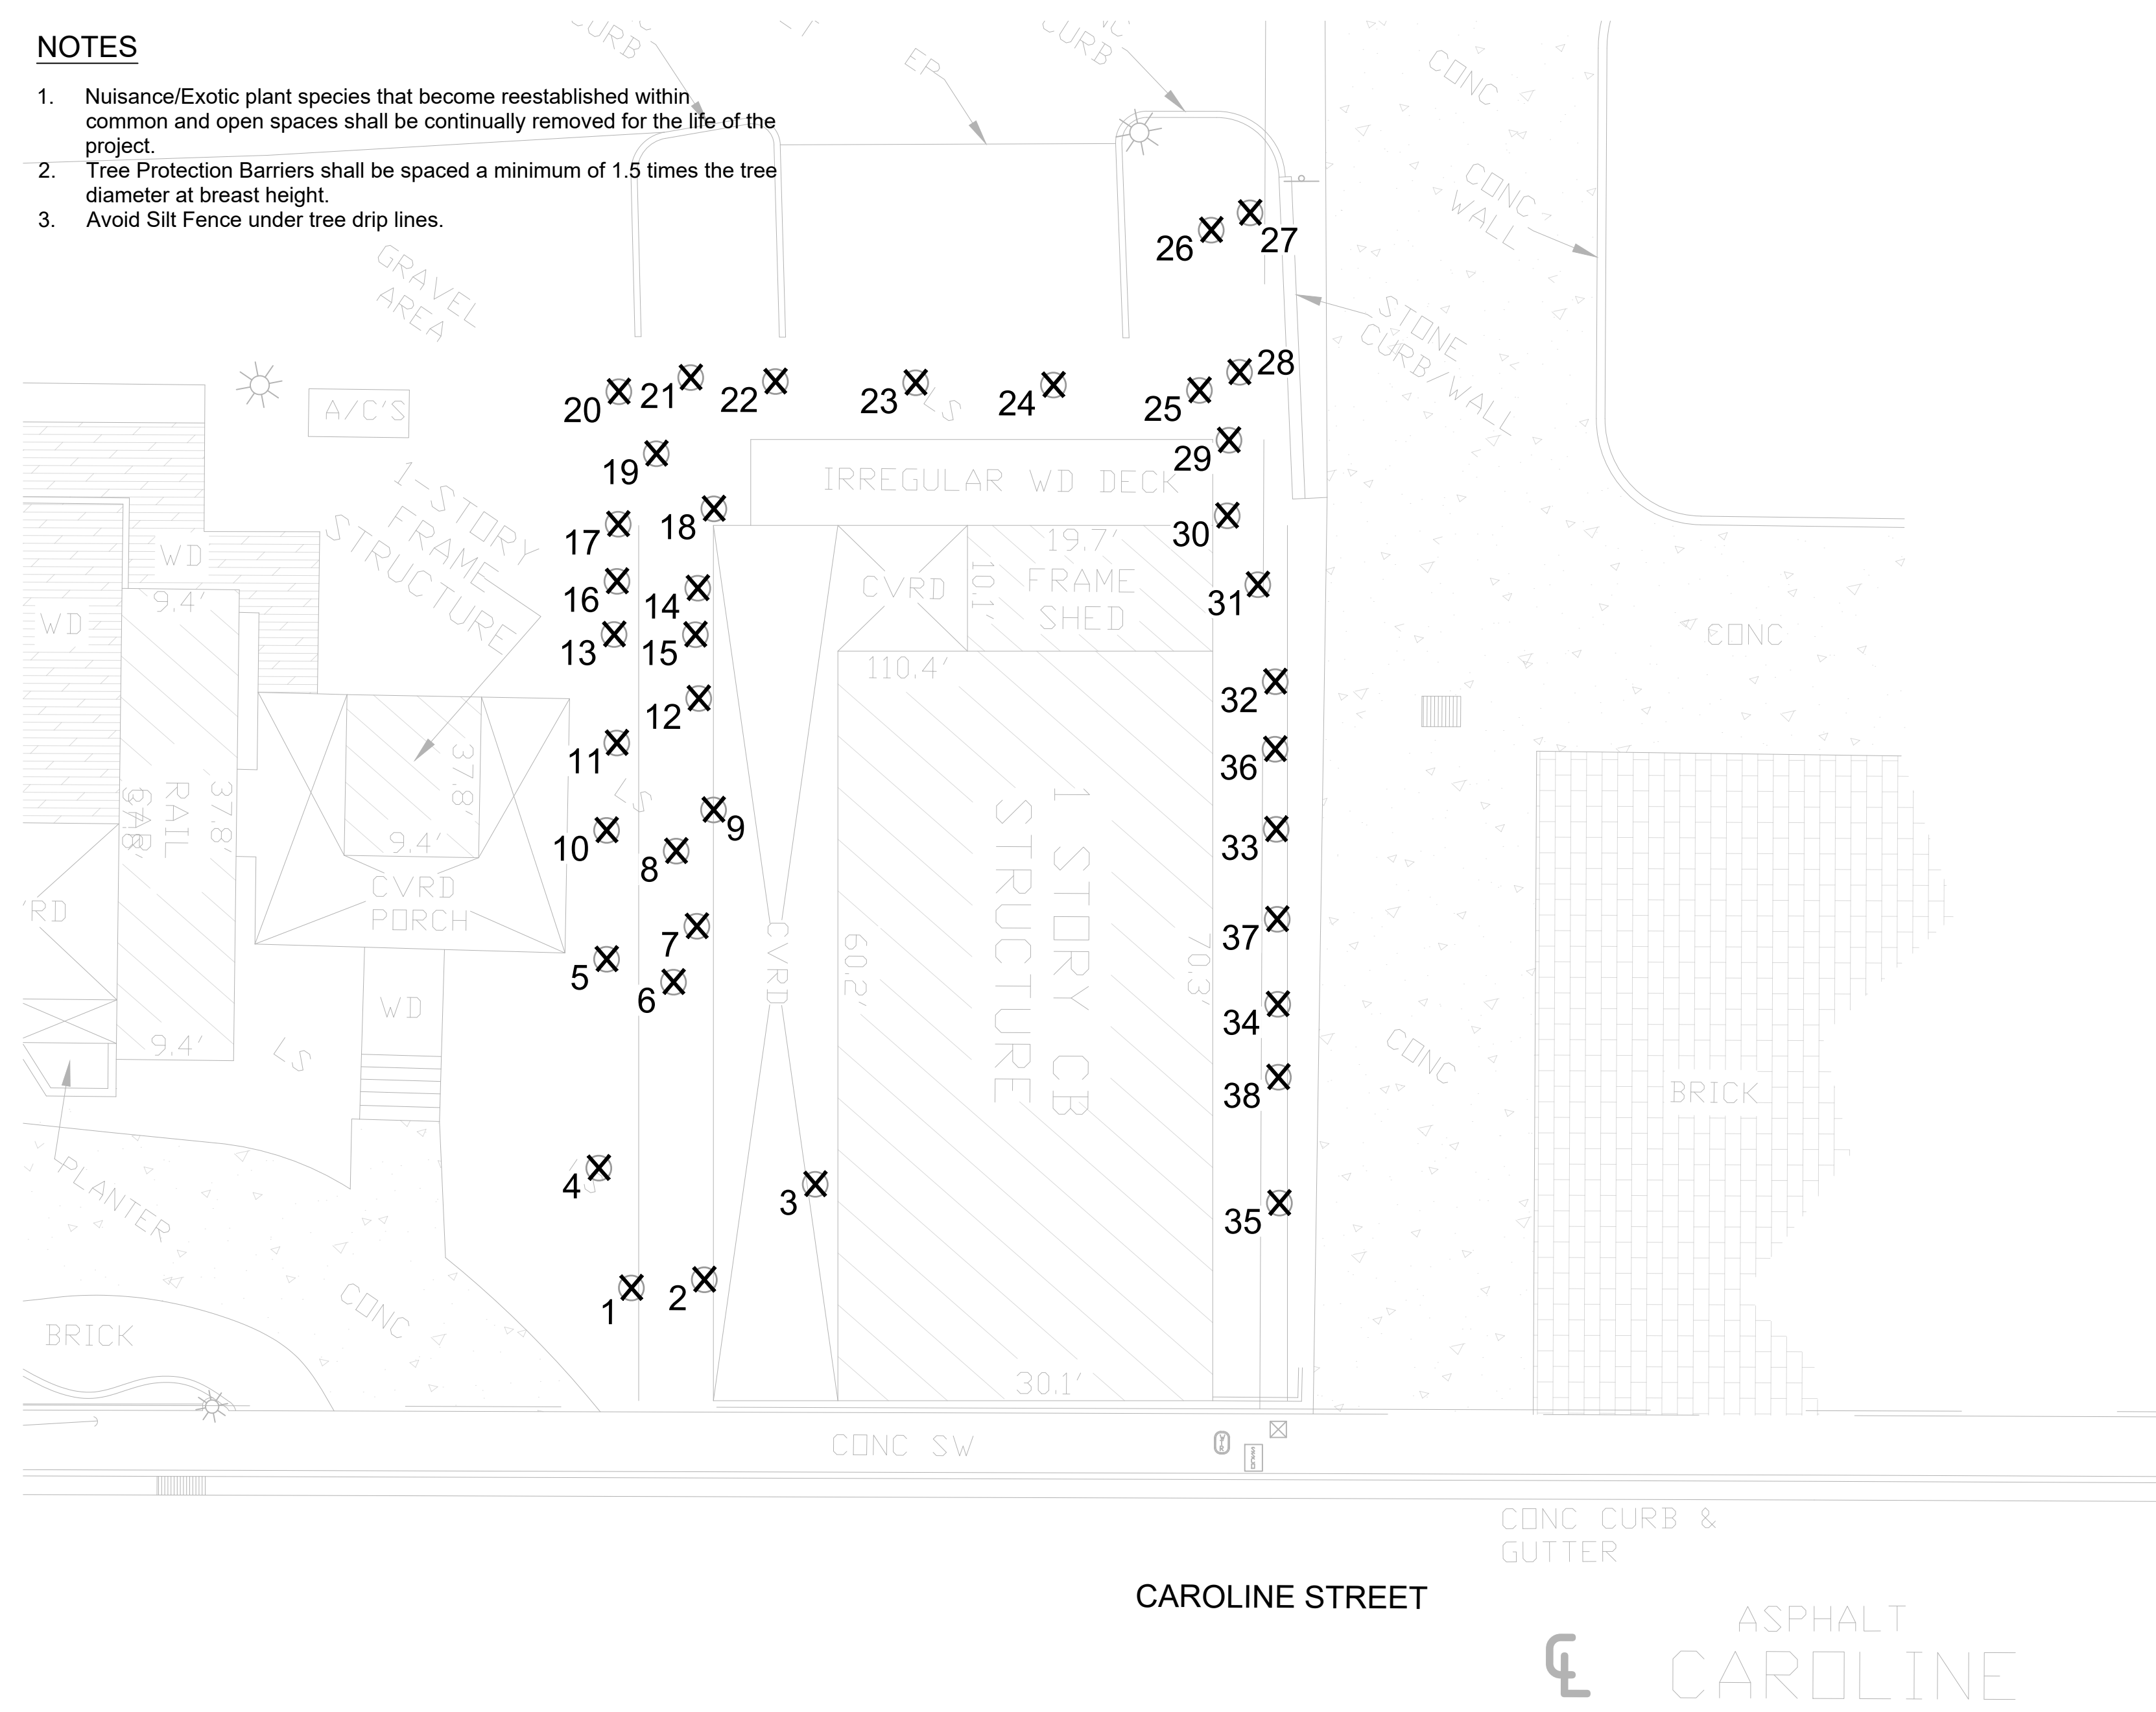 NOTES
1. Nuisance/Exotic plant species that become reestablished within
common and open spaces shall be continually removed for the life of the
project.
2. Tree Protection Barriers shall be spaced a minimum of 1.5 times the tree
diameter at breast height.
3. Avoid Silt Fence under tree drip lines.
CURB
EP
CURB
CONC
CONC
WALL
STONE
CURB/WALL
GRAVEL
AREA
A/C'S
26
27
20
21
22
23
LS
24
25
28
19
29
IRREGULAR WD DECK
1-STORY
FRAME
STRUCTURE
17
18
30
WD
16
14
CVRD
10.1'
19.7'
FRAME
SHED
31
WD
9.4'
13
15
110.4'
CONC
12
32
11
36
37.8'
RAIL
37.8'
LS
10
9
8
9.4'
33
1 STORY CB
STRUCTURE
CVRD
PORCH
7
CVRD
60.2'
70.3'
37
5
6
WD
34
9.4'
LS
CONC
38
BRICK
PLANTER
4
3
35
1
2
CONC
BRICK
30.1'
CONC SW
WTR
CONC CURB &
GUTTER
CAROLINE STREET
ASPHALT
CL
CAROLINE